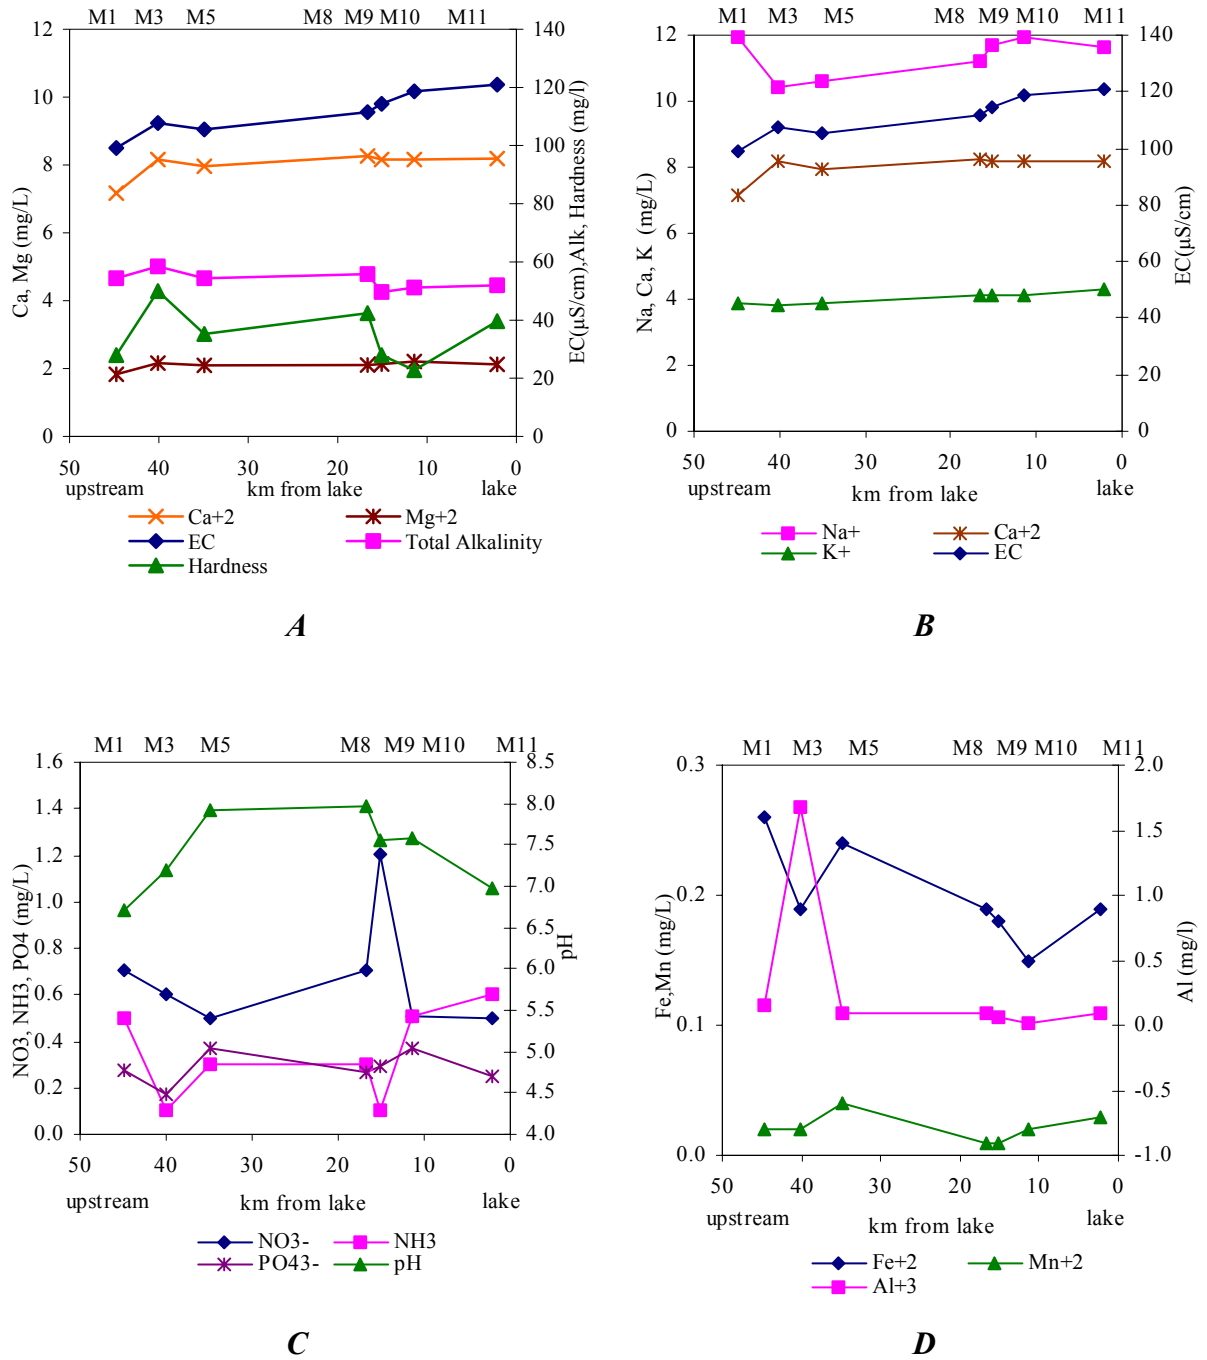 M1 M3 M5 M8 M9 M10 M11
12
10
8
6
4
2
0
Ca, Mg (mg/L)
140
120
100
80
60
40
20
0
EC(µS/cm),Alk, Hardness (mg/l)
50 40 30 20 10 0
upstream km from lake lake
Ca+2 Mg+2
EC Total Alkalinity
Hardness
A
M1 M3 M5 M8 M9 M10 M11
12
10
8
6
4
2
0
Na, Ca, K (mg/L)
140
120
100
80
60
40
20
0
EC(µS/cm)
50 40 30 20 10 0
upstream km from lake lake
Na+ Ca+2
K+ EC
B
M1 M3 M5 M8 M9 M10 M11
1.6
1.4
1.2
1.0
0.8
0.6
0.4
0.2
0.0
NO3, NH3, PO4 (mg/L)
8.5
8.0
7.5
7.0
6.5
6.0
5.5
5.0
4.5
4.0
pH
50 40 30 20 10 0
upstream km from lake lake
NO3- NH3
PO43- pH
C
M1 M3 M5 M8 M9 M10 M11
0.3
0.2
0.1
0.0
Fe,Mn (mg/L)
2.0
1.5
1.0
0.5
0.0
-0.5
-1.0
Al (mg/l)
50 40 30 20 10 0
upstream km from lake lake
Fe+2 Mn+2
Al+3
D